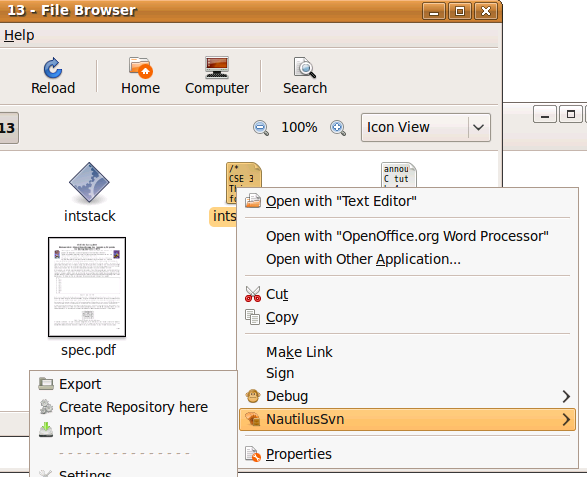 13 - File Browser
Help
Reload
Home
Computer
Search
13
100%
Icon View
intstack
/*
CSE 3
ints
annou
C tut
spec.pdf
Open with "Text Editor"
Open with "OpenOffice.org Word Processor"
Open with Other Application...
Cut
Copy
Make Link
Sign
Debug
NautilusSvn
Properties
Export
Create Repository here
Import
Settings